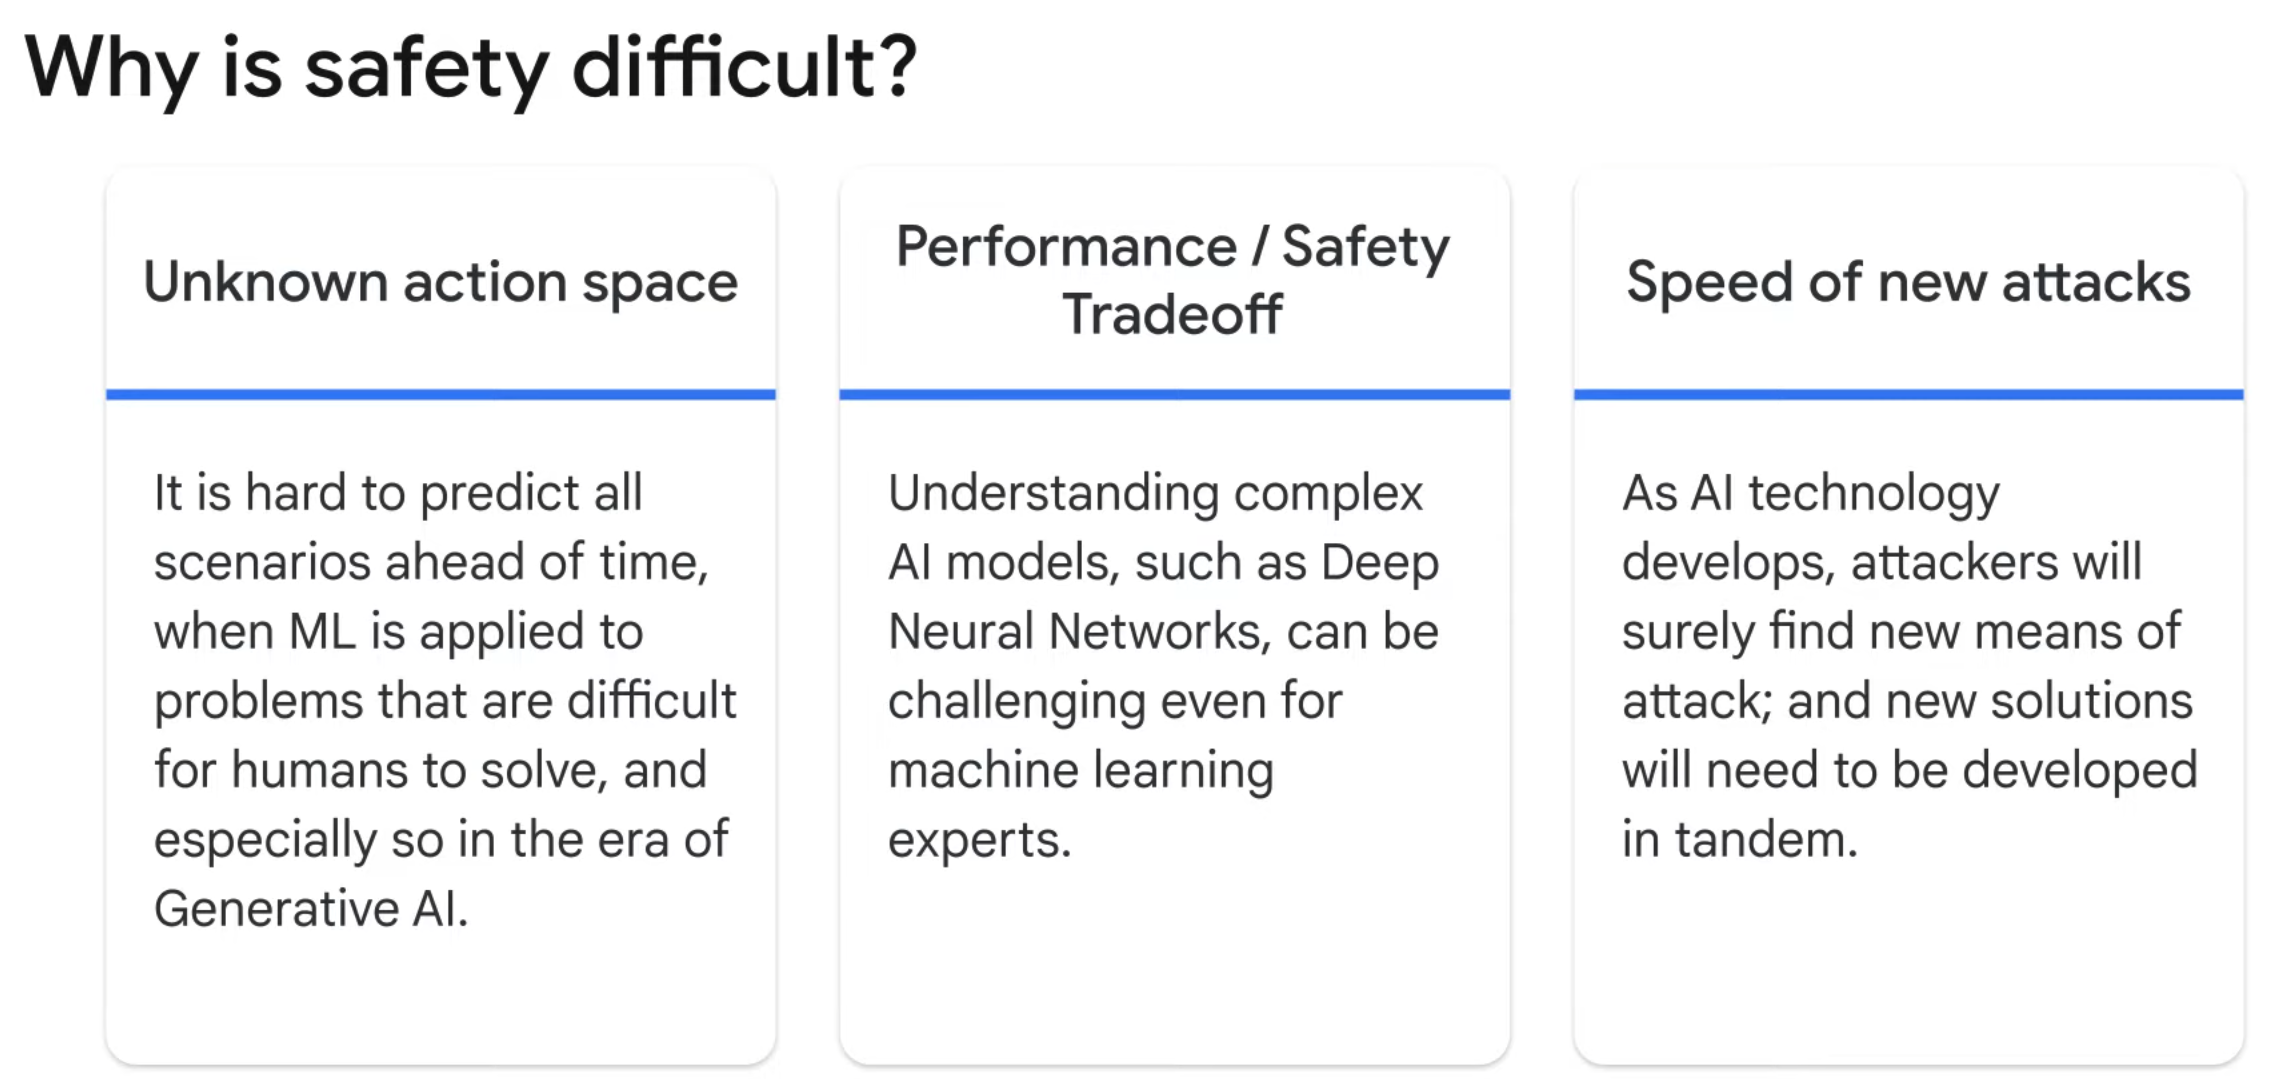 Why is safety difficult?
Unknown action space
It is hard to predict all
scenarios ahead of time,
when ML is applied to
problems that are difficult
for humans to solve, and
especially so in the era of
Generative AI.
Performance / Safety
Tradeoff
Understanding complex
AI models, such as Deep
Neural Networks, can be
challenging even for
machine learning
experts.
Speed of new attacks
As AI technology
develops, attackers will
surely find new means of
attack; and new solutions
will need to be developed
in tandem.